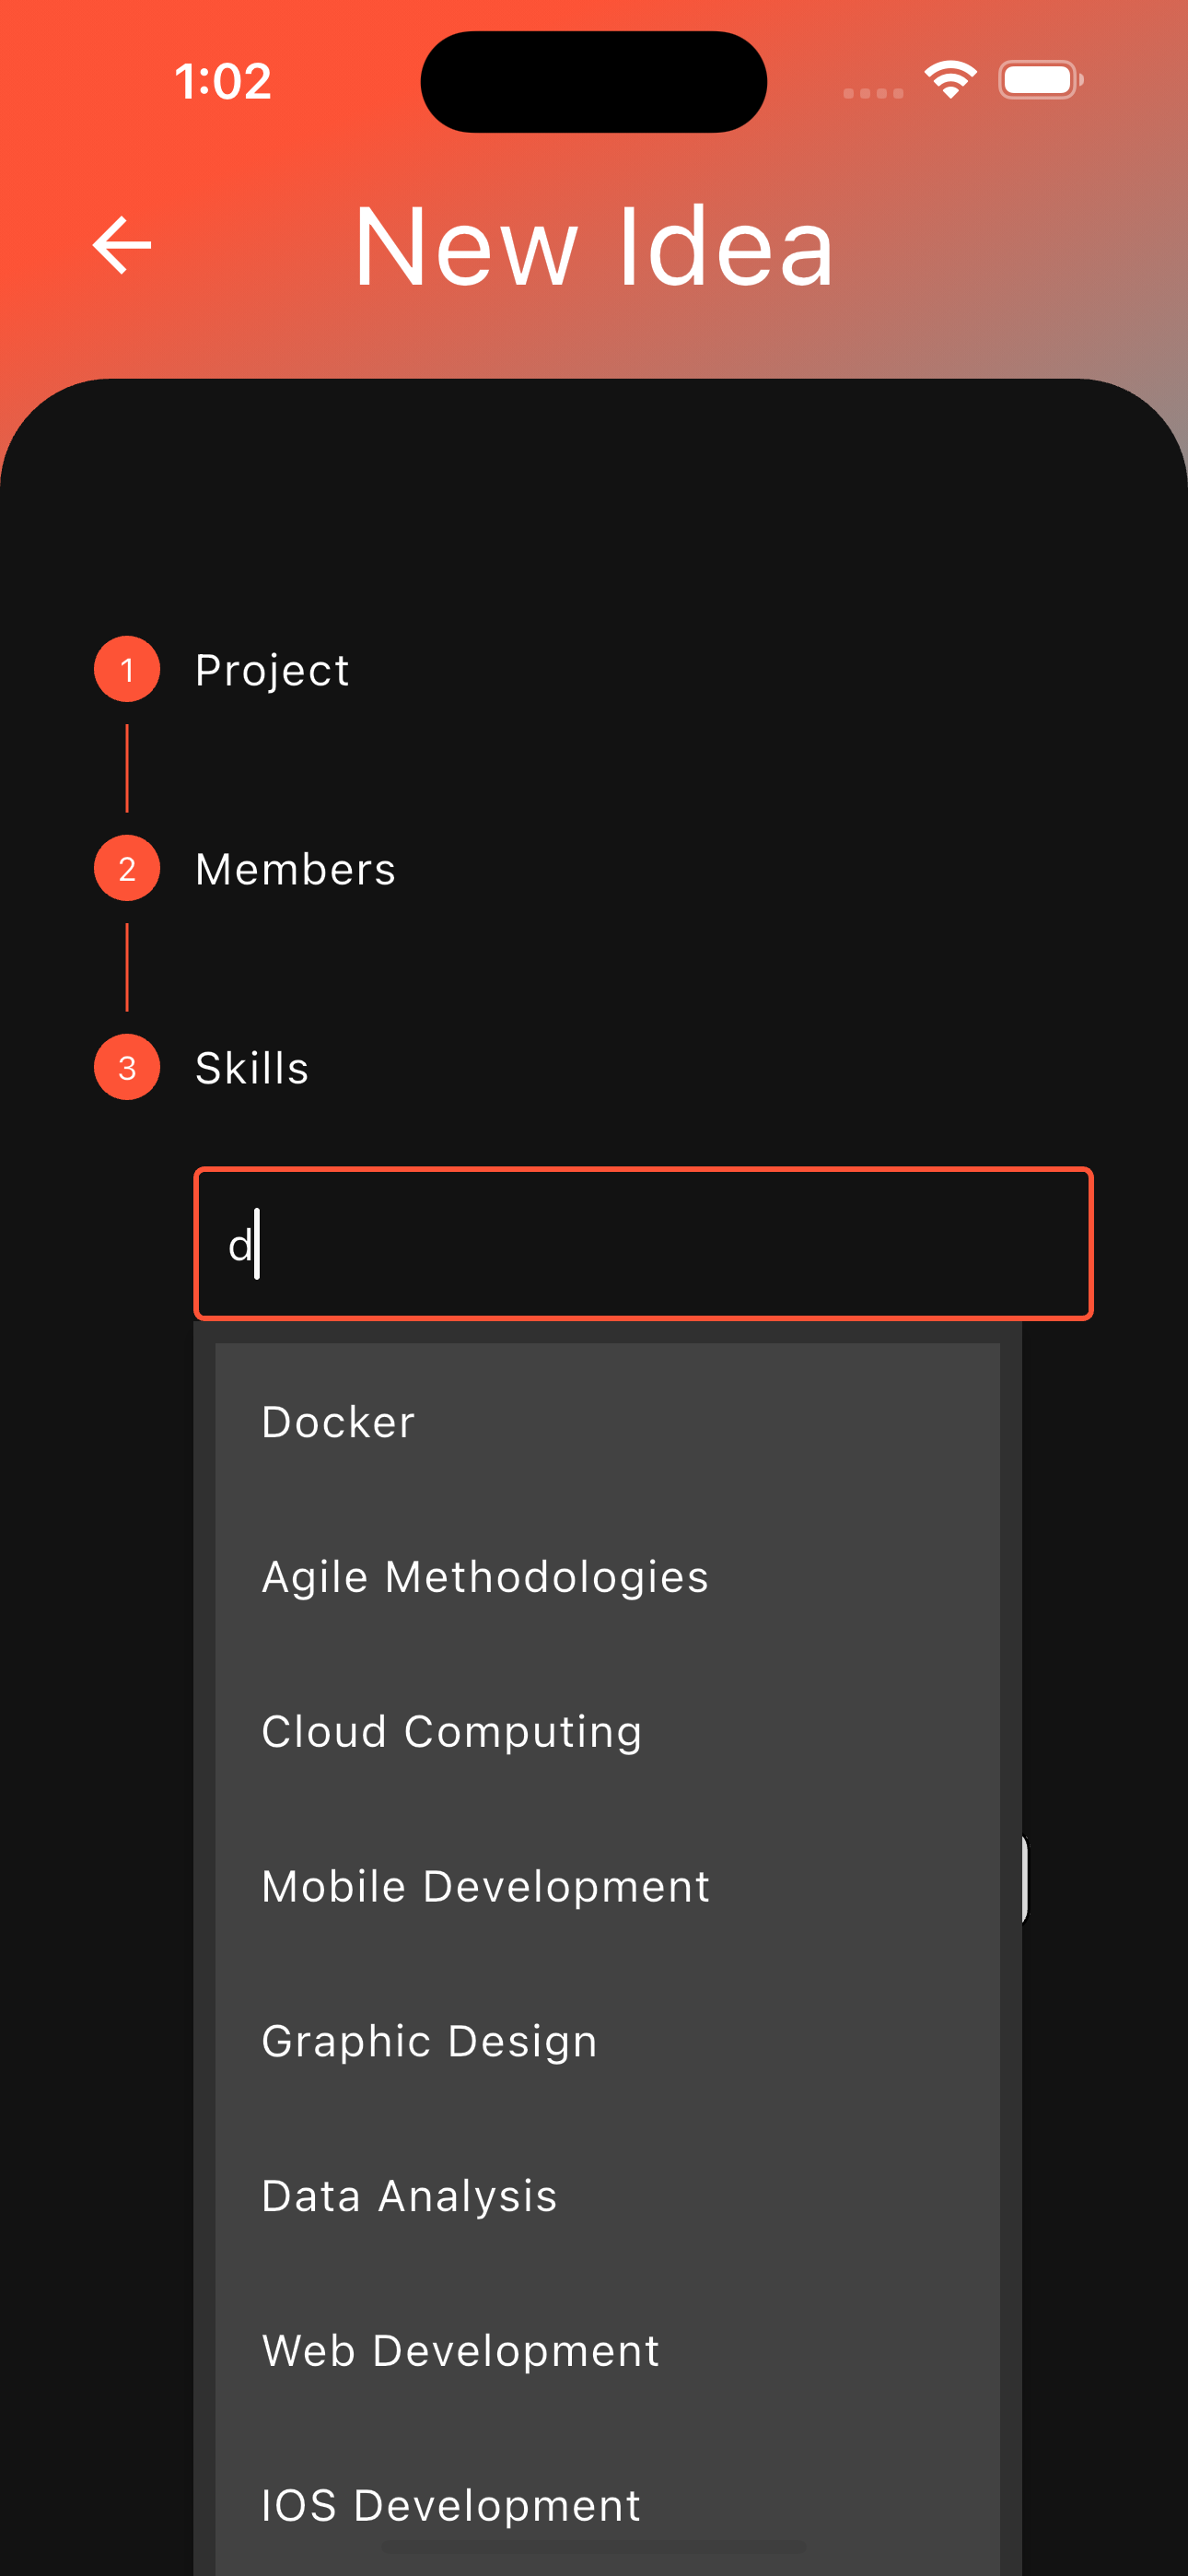 1:02
New Idea
1 Project
2 Members
3 Skills
d
Docker
Agile Methodologies
Cloud Computing
Mobile Development
Graphic Design
Data Analysis
Web Development
IOS Development